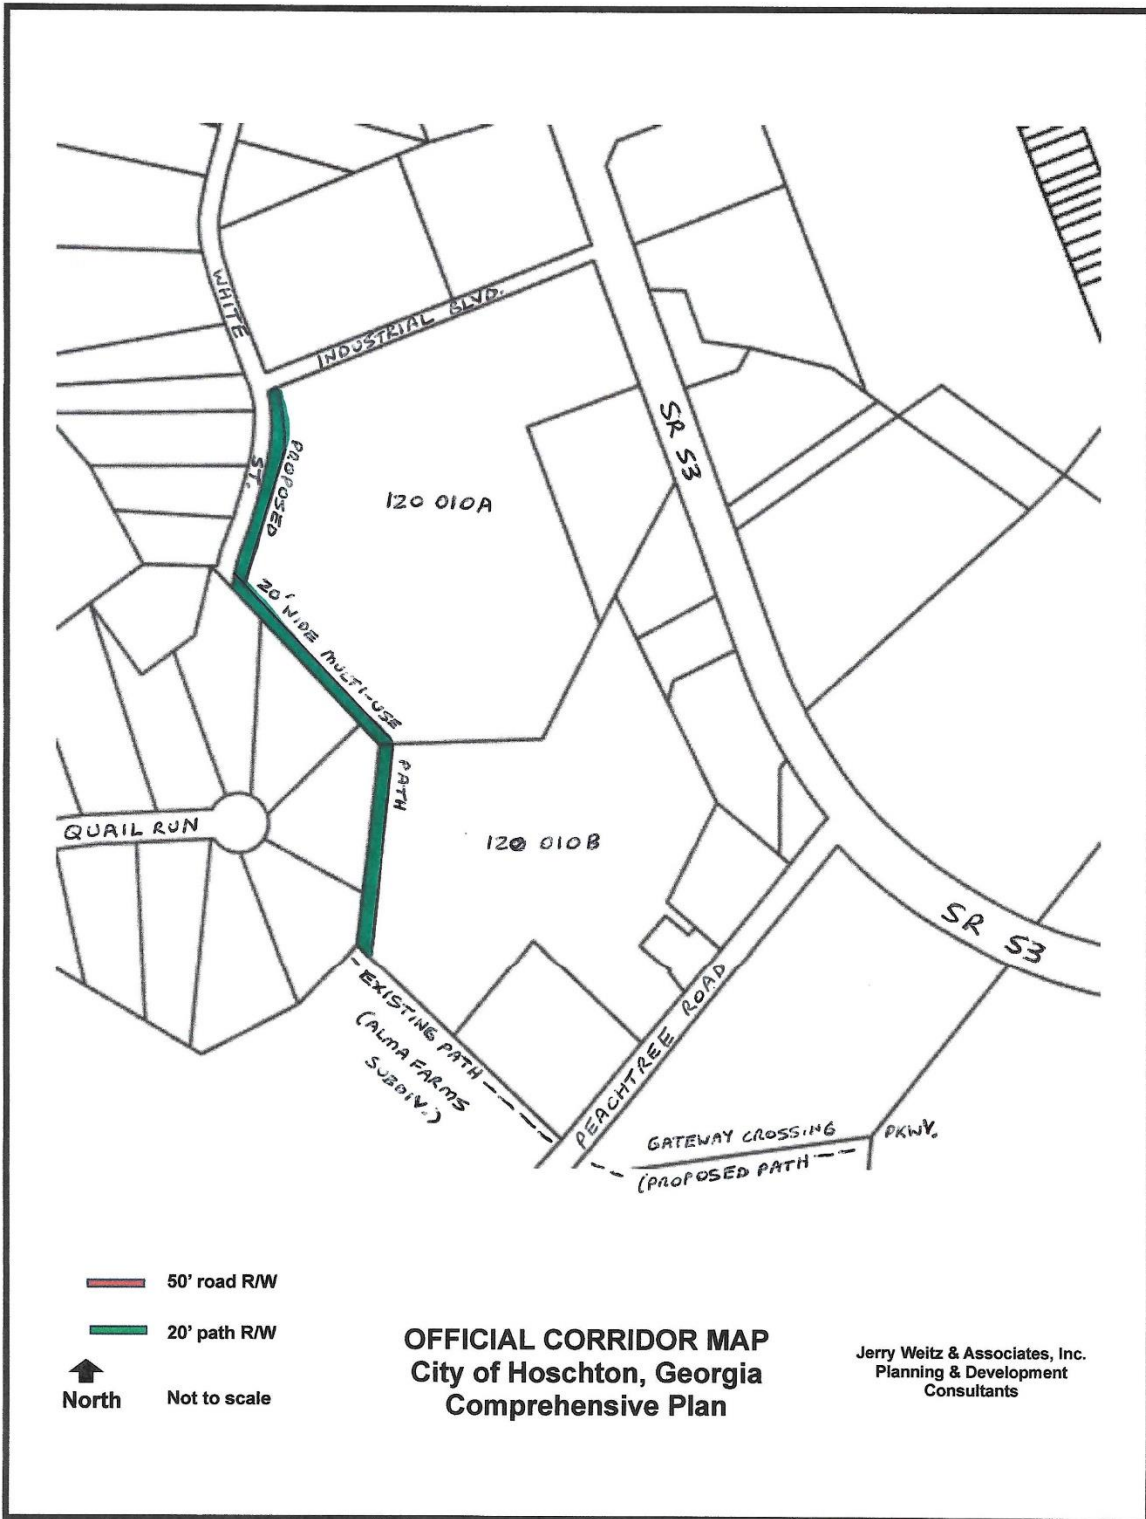 WHITE
ST.
INDUSTRIAL BLVD.
SR 53
PROPOSED
20' WIDE MULTI-USE
PATH
120 010A
QUAIL RUN
120 010B
SR 53
EXISTING PATH
(ALMA FARMS
SUBDIV.)
PEACHTREE ROAD
GATEWAY CROSSING
PKWY.
(PROPOSED PATH
50' road R/W
20' path R/W
North
Not to scale
OFFICIAL CORRIDOR MAP
City of Hoschton, Georgia
Comprehensive Plan
Jerry Weitz & Associates, Inc.
Planning & Development
Consultants